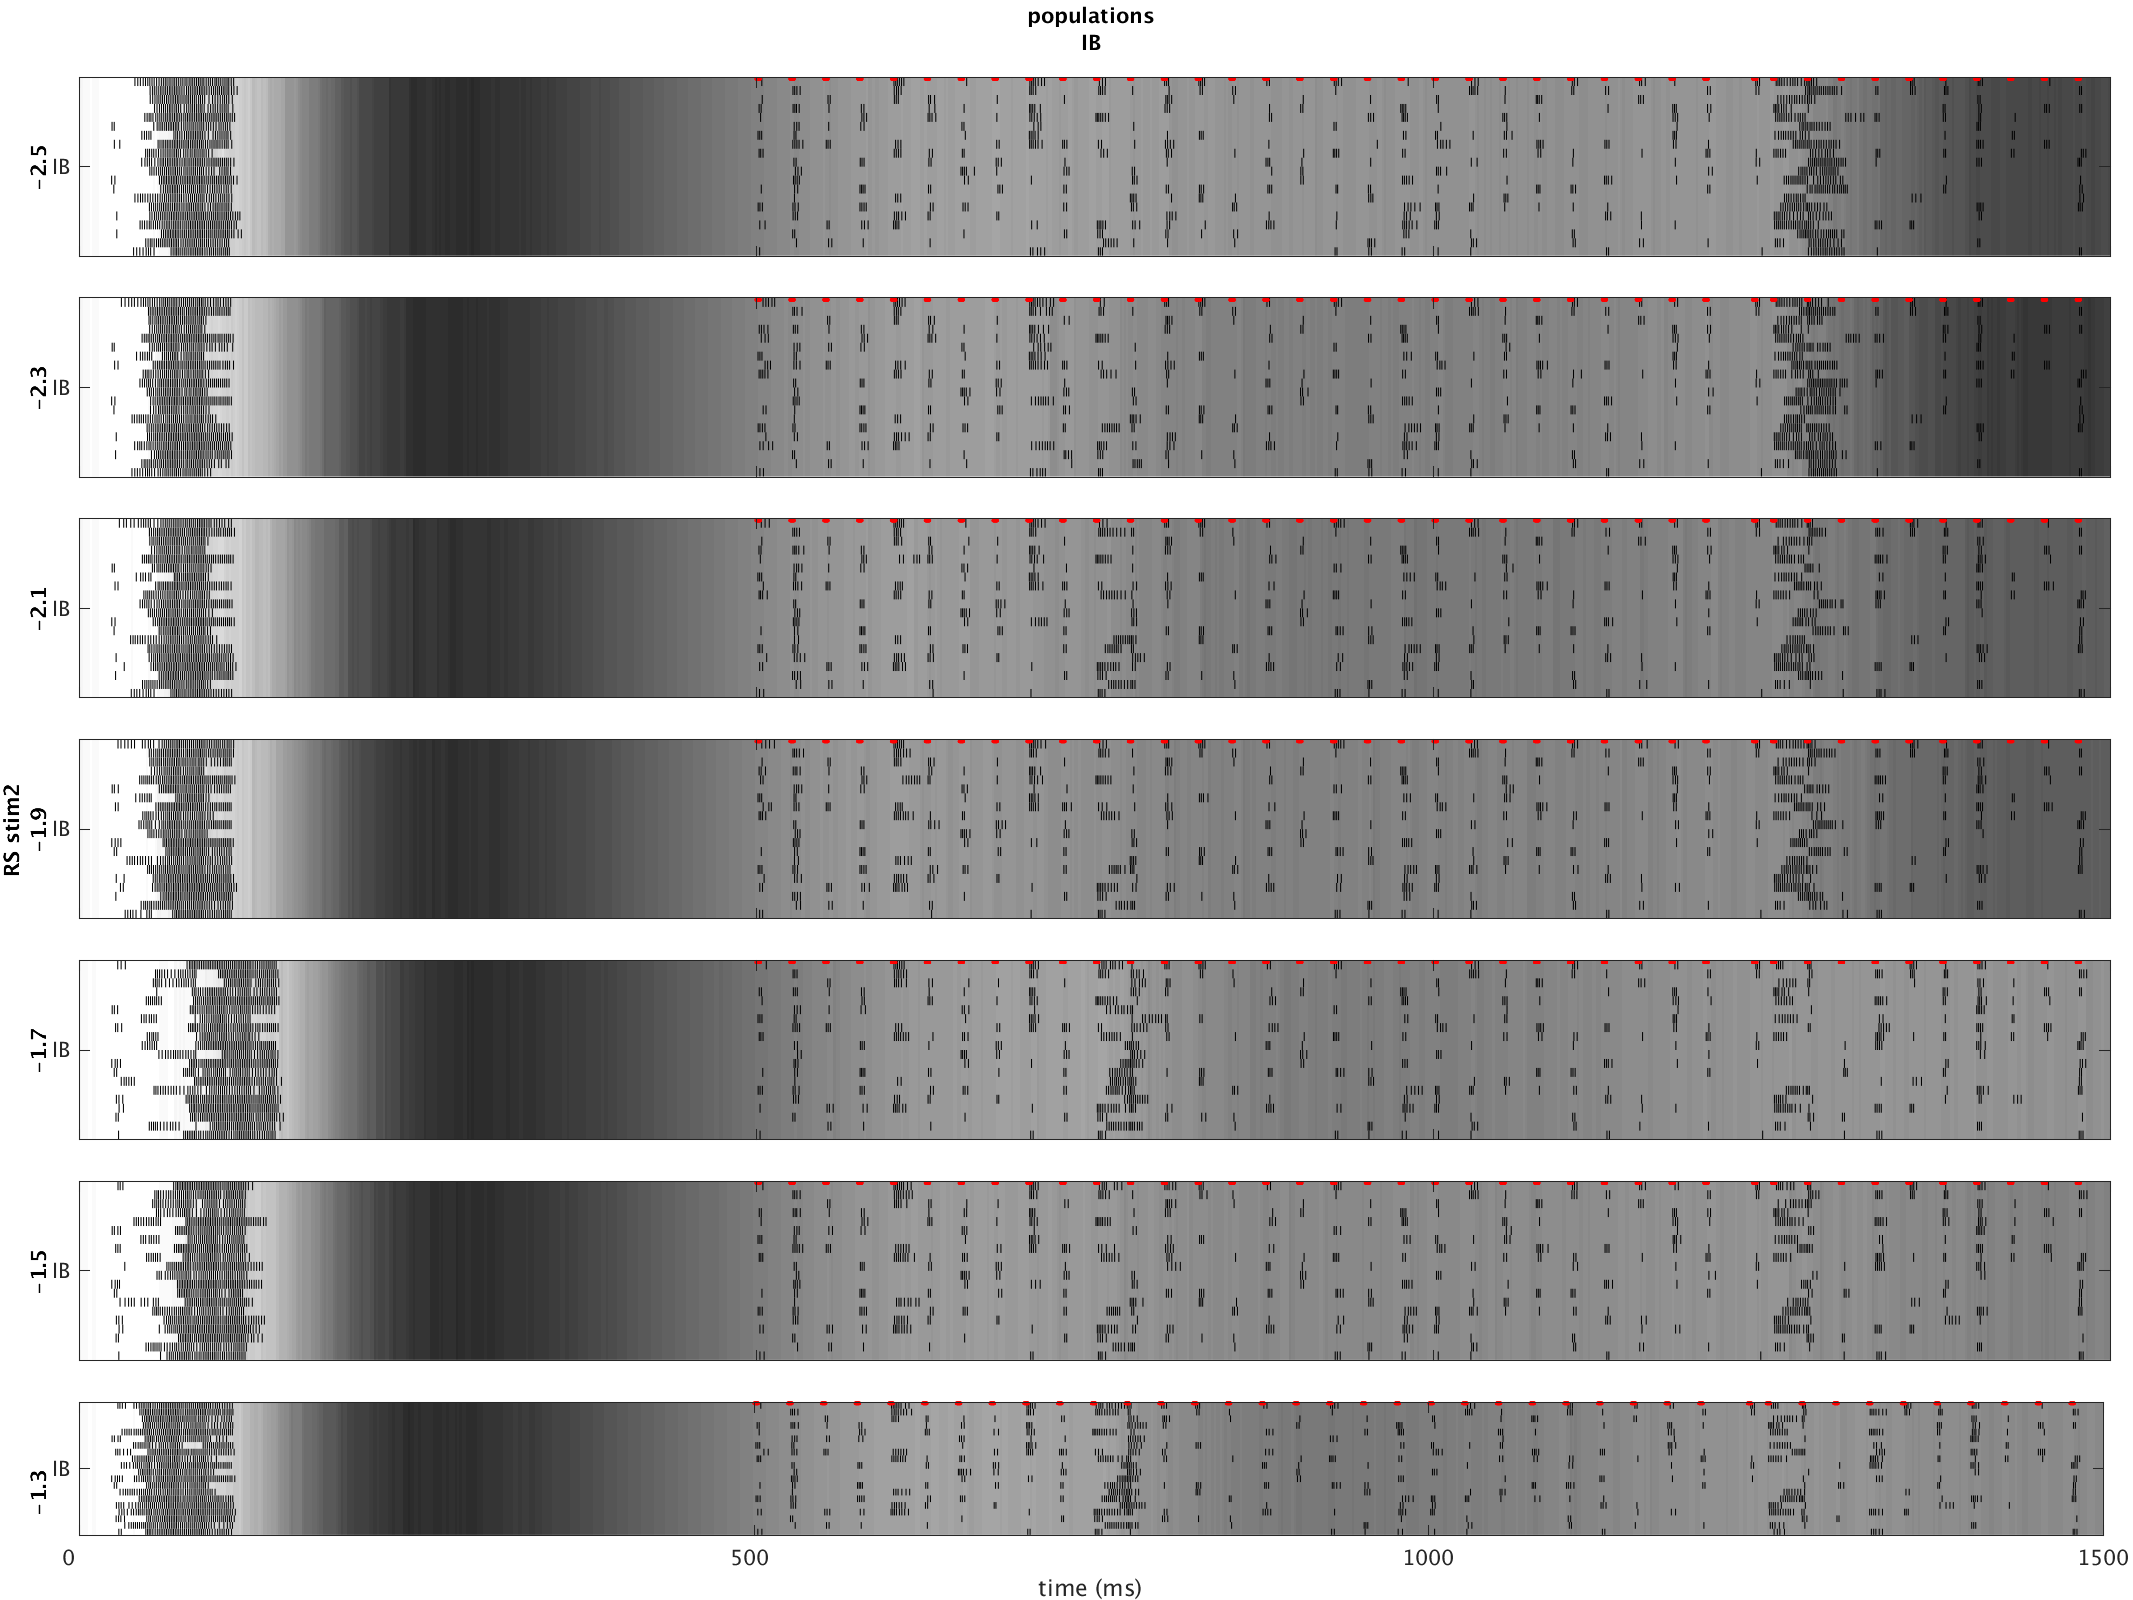 populations
IB
RS stim2
-2.5
IB
-2.3
IB
-2.1
IB
-1.9
IB
-1.7
IB
-1.5
IB
-1.3
IB
0 500 1000 1500
time (ms)